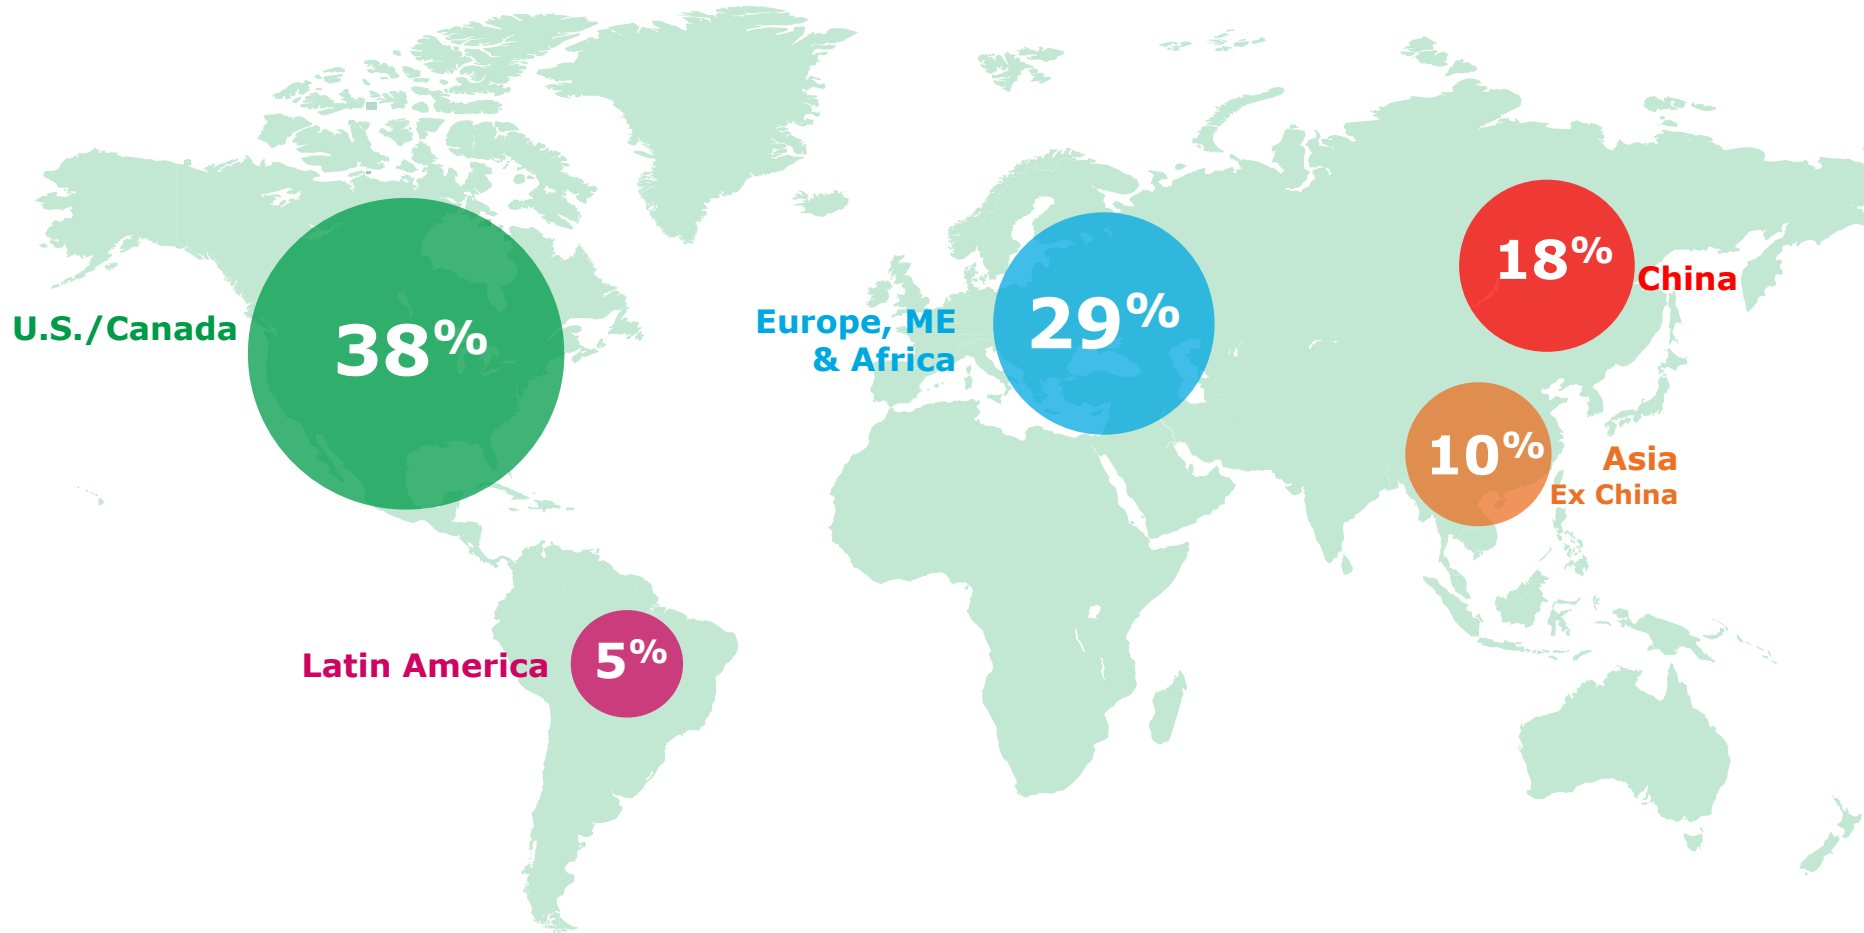 U.S./Canada
38%
Europe, ME
& Africa
29%
18%
China
10%
Asia
Ex China
Latin America
5%